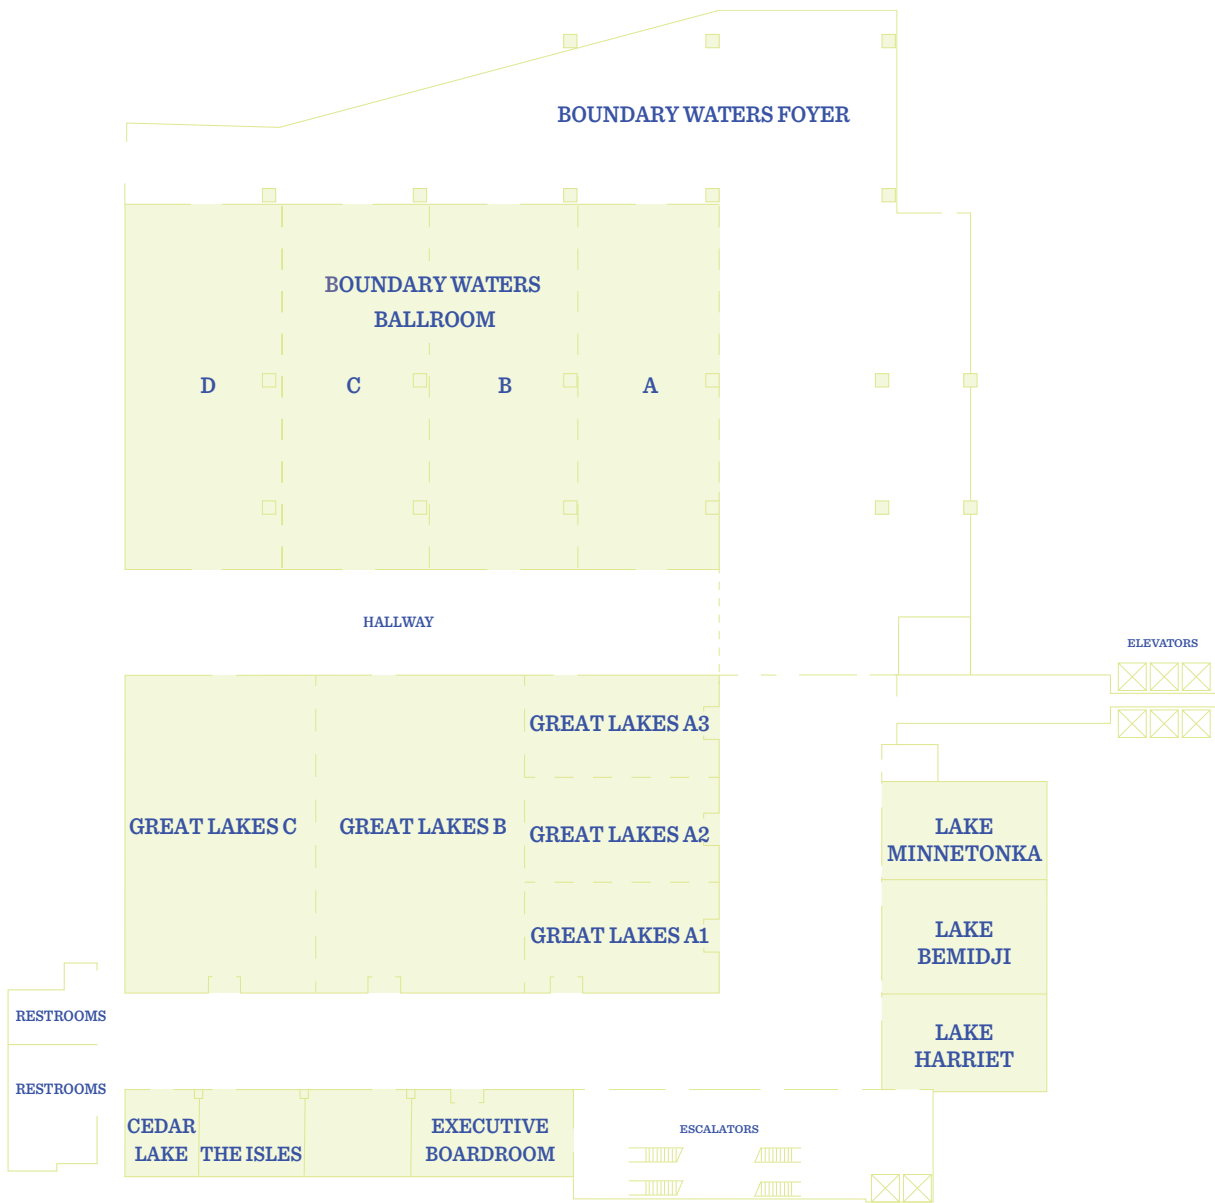 BOUNDARY WATERS FOYER
BOUNDARY WATERS
BALLROOM
D
C
B
A
HALLWAY
ELEVATORS
GREAT LAKES A3
GREAT LAKES C
GREAT LAKES B
GREAT LAKES A2
LAKE
MINNETONKA
GREAT LAKES A1
LAKE
BEMIDJI
RESTROOMS
LAKE
HARRIET
RESTROOMS
CEDAR
LAKE
THE ISLES
EXECUTIVE
BOARDROOM
ESCALATORS